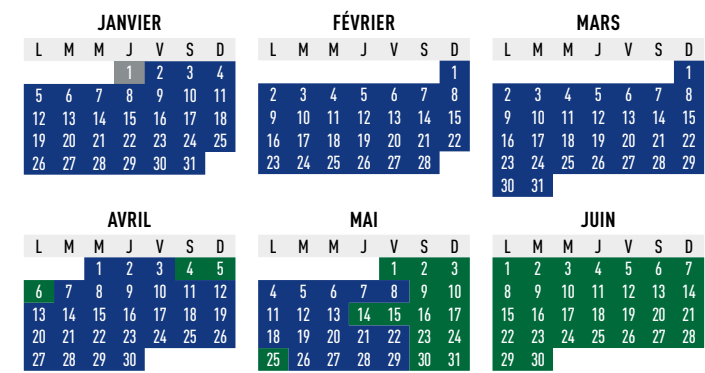 JANVIER
L M M J V S D
1 2 3 4
5 6 7 8 9 10 11
12 13 14 15 16 17 18
19 20 21 22 23 24 25
26 27 28 29 30 31
FÉVRIER
L M M J V S D
1
2 3 4 5 6 7 8
9 10 11 12 13 14 15
16 17 18 19 20 21 22
23 24 25 26 27 28
MARS
L M M J V S D
1
2 3 4 5 6 7 8
9 10 11 12 13 14 15
16 17 18 19 20 21 22
23 24 25 26 27 28 29
30 31
AVRIL
L M M J V S D
1 2 3 4 5
6 7 8 9 10 11 12
13 14 15 16 17 18 19
20 21 22 23 24 25 26
27 28 29 30
MAI
L M M J V S D
1 2 3
4 5 6 7 8 9 10
11 12 13 14 15 16 17
18 19 20 21 22 23 24
25 26 27 28 29 30 31
JUIN
L M M J V S D
1 2 3 4 5 6 7
8 9 10 11 12 13 14
15 16 17 18 19 20 21
22 23 24 25 26 27 28
29 30